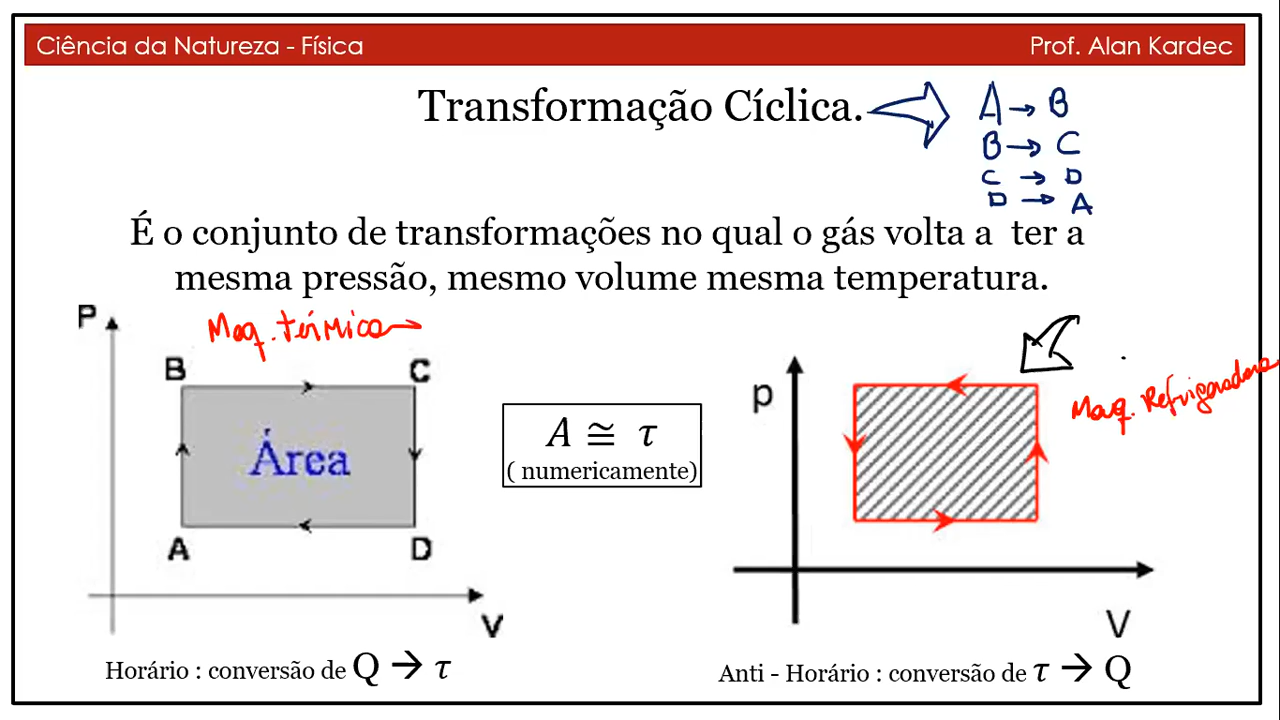 Ciência da Natureza - Física
Prof. Alan Kardec
Transformação Cíclica.
A → B
B → C
C → D
D → A
É o conjunto de transformações no qual o gás volta a ter a
mesma pressão, mesmo volume mesma temperatura.
P
Maq. térmica
B
C
Área
A
D
V
A ≅ τ
( numericamente)
p
Maq. Refrigeradora
V
Horário : conversão de Q → τ
Anti - Horário : conversão de τ → Q